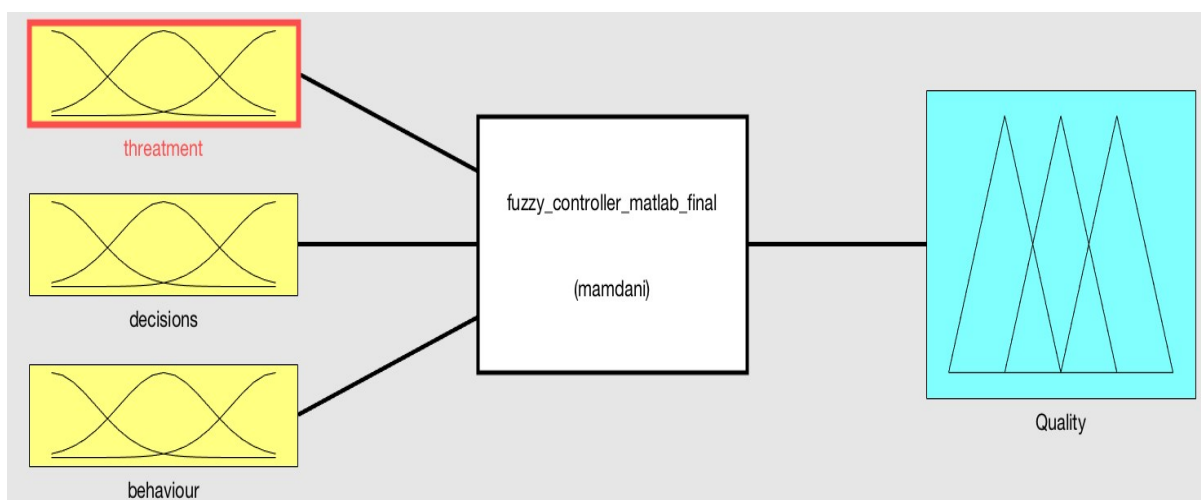 threatment
decisions
behaviour
fuzzy_controller_matlab_final
(mamdani)
Quality